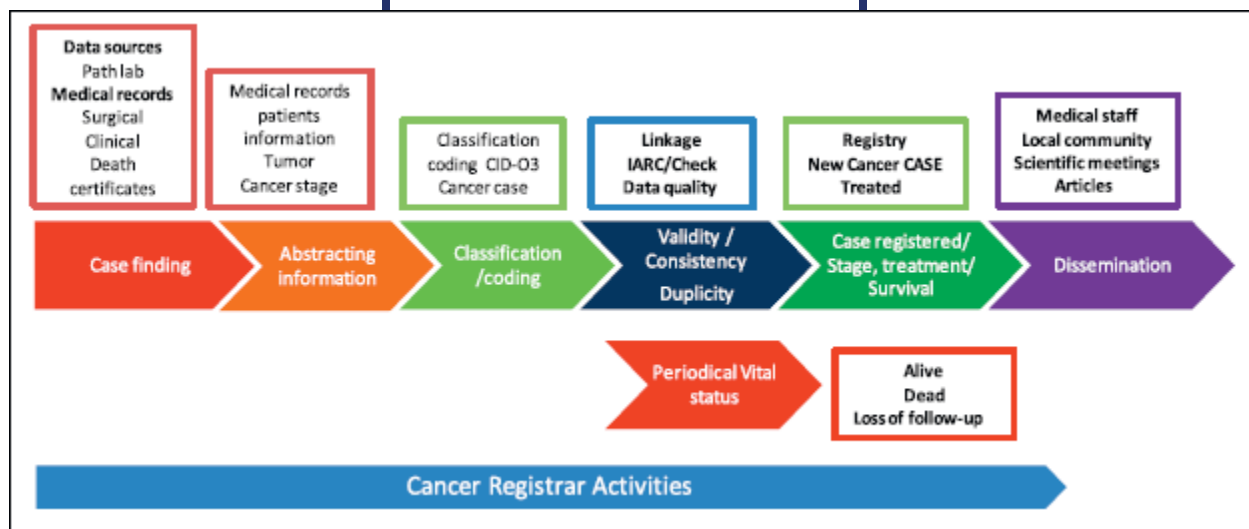 Data sources
Path lab
Medical records
Surgical
Clinical
Death
certificates
Medical records
patients
information
Tumor
Cancer stage
Classification
coding CID-O3
Cancer case
Linkage
IARC/Check
Data quality
Registry
New Cancer CASE
Treated
Medical staff
Local community
Scientific meetings
Articles
Case finding
Abstracting
information
Classification
/coding
Validity /
Consistency
Duplicity
Case registered/
Stage, treatment/
Survival
Dissemination
Periodical Vital
status
Alive
Dead
Loss of follow-up
Cancer Registrar Activities